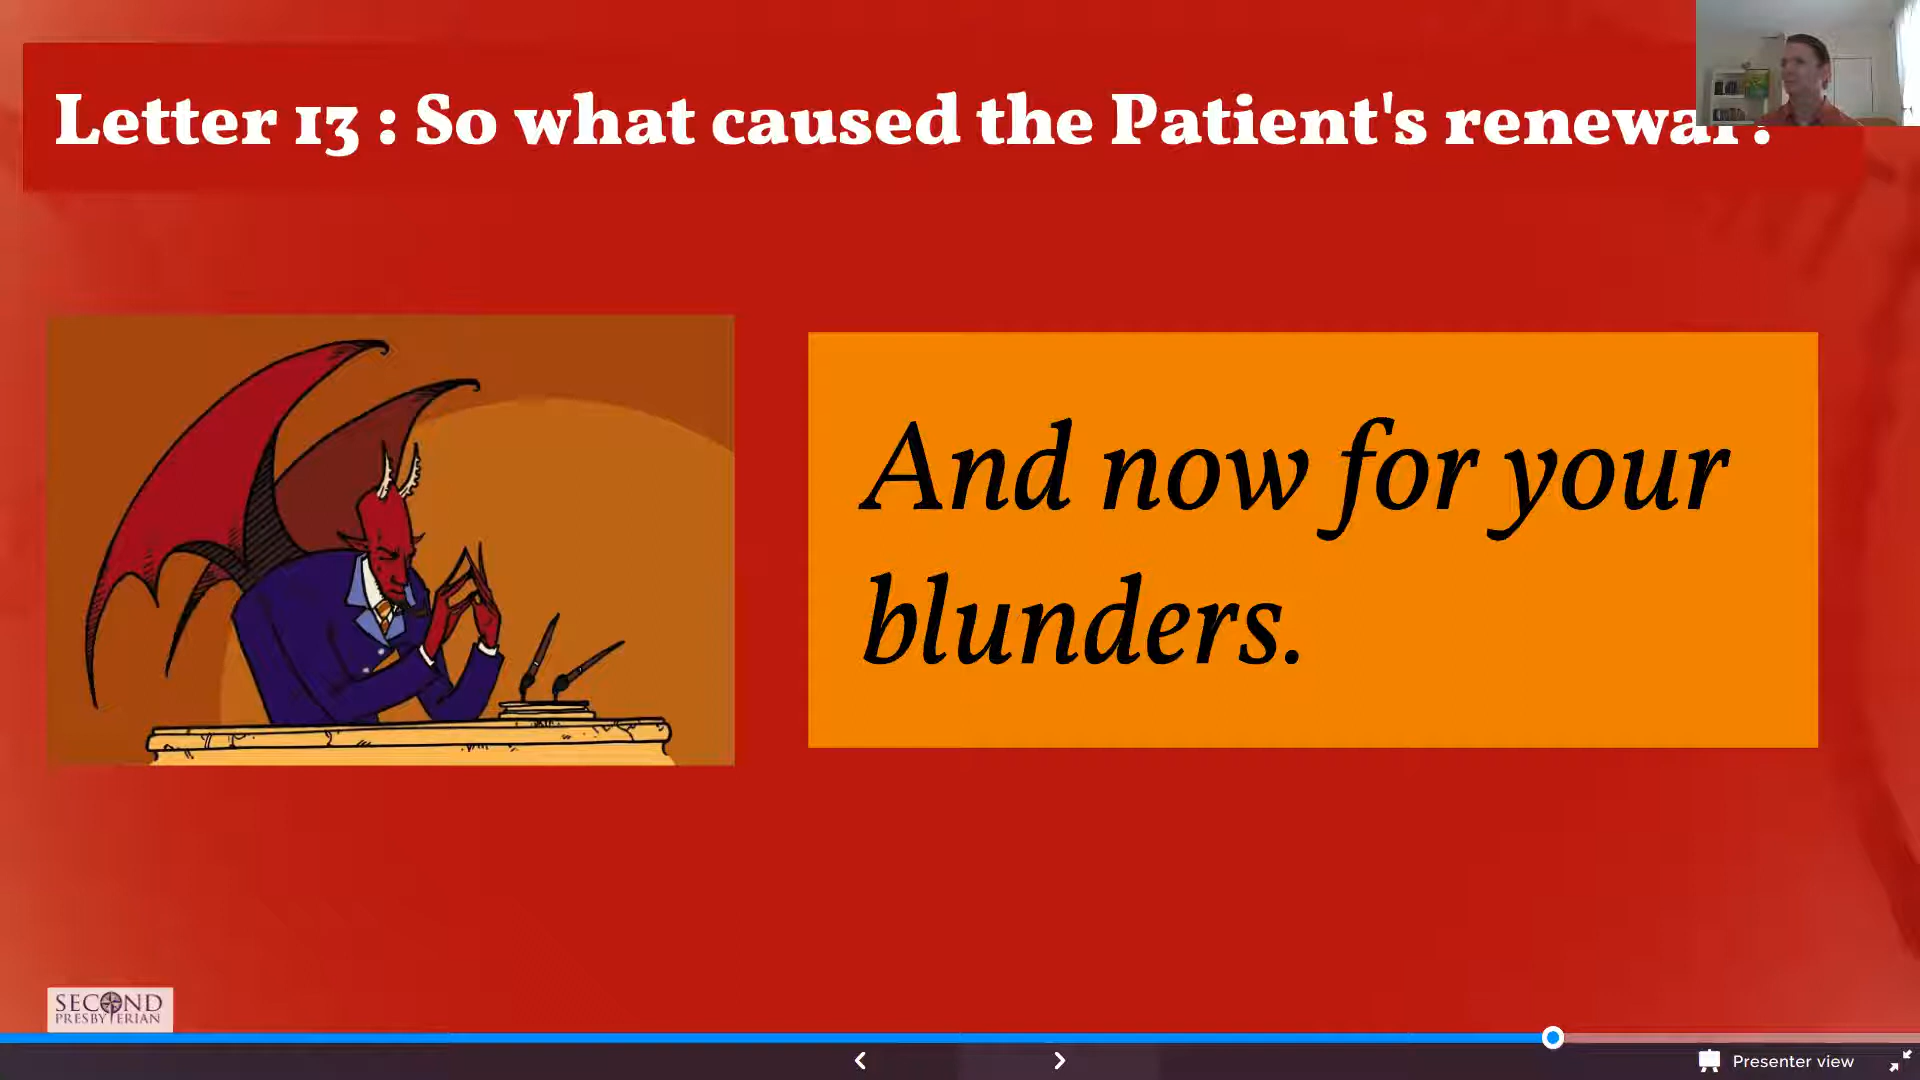 Letter 13 : So what caused the Patient's renewal?
And now for your
blunders.
SECOND
PRESBYTERIAN
Presenter view